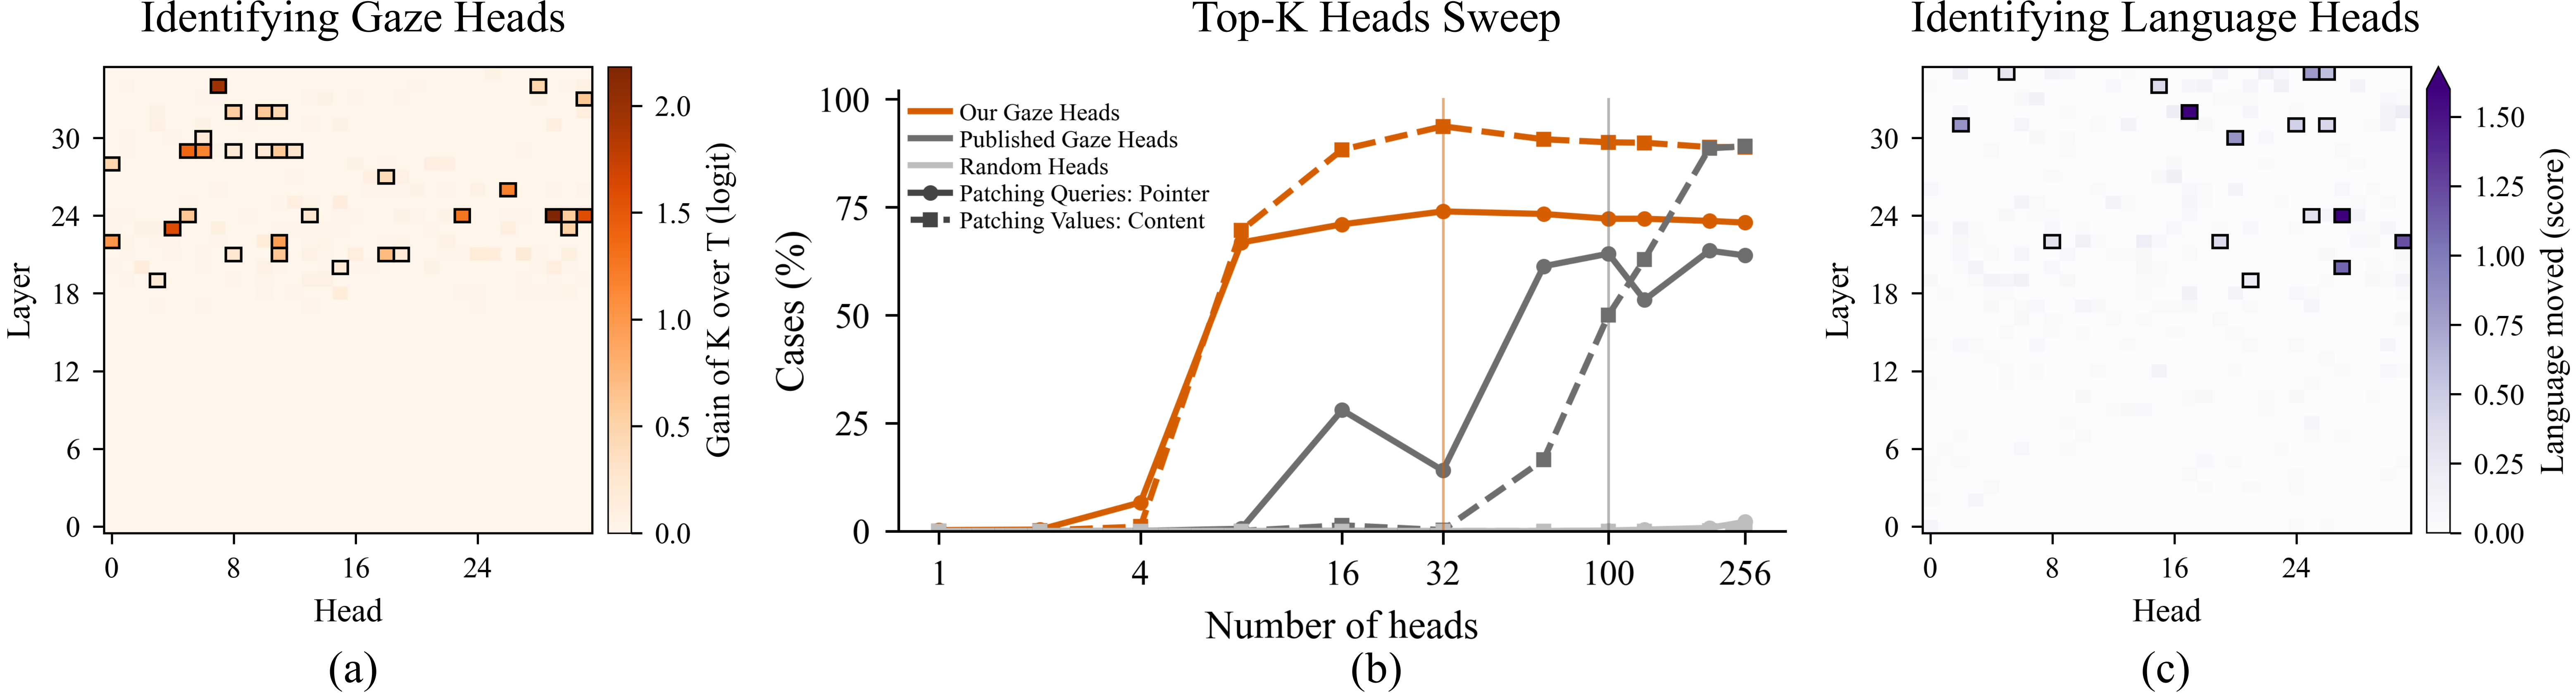 Identifying Gaze Heads
30
24
18
12
6
0
Layer
0 8 16 24
Head
2.0
1.5
1.0
0.5
0.0
Gain of K over T (logit)
(a)
Top-K Heads Sweep
100
75
50
25
0
Cases (%)
Our Gaze Heads
Published Gaze Heads
Random Heads
Patching Queries: Pointer
Patching Values: Content
1 4 16 32 100 256
Number of heads
(b)
Identifying Language Heads
30
24
18
12
6
0
Layer
0 8 16 24
Head
1.50
1.25
1.00
0.75
0.50
0.25
0.00
Language moved (score)
(c)